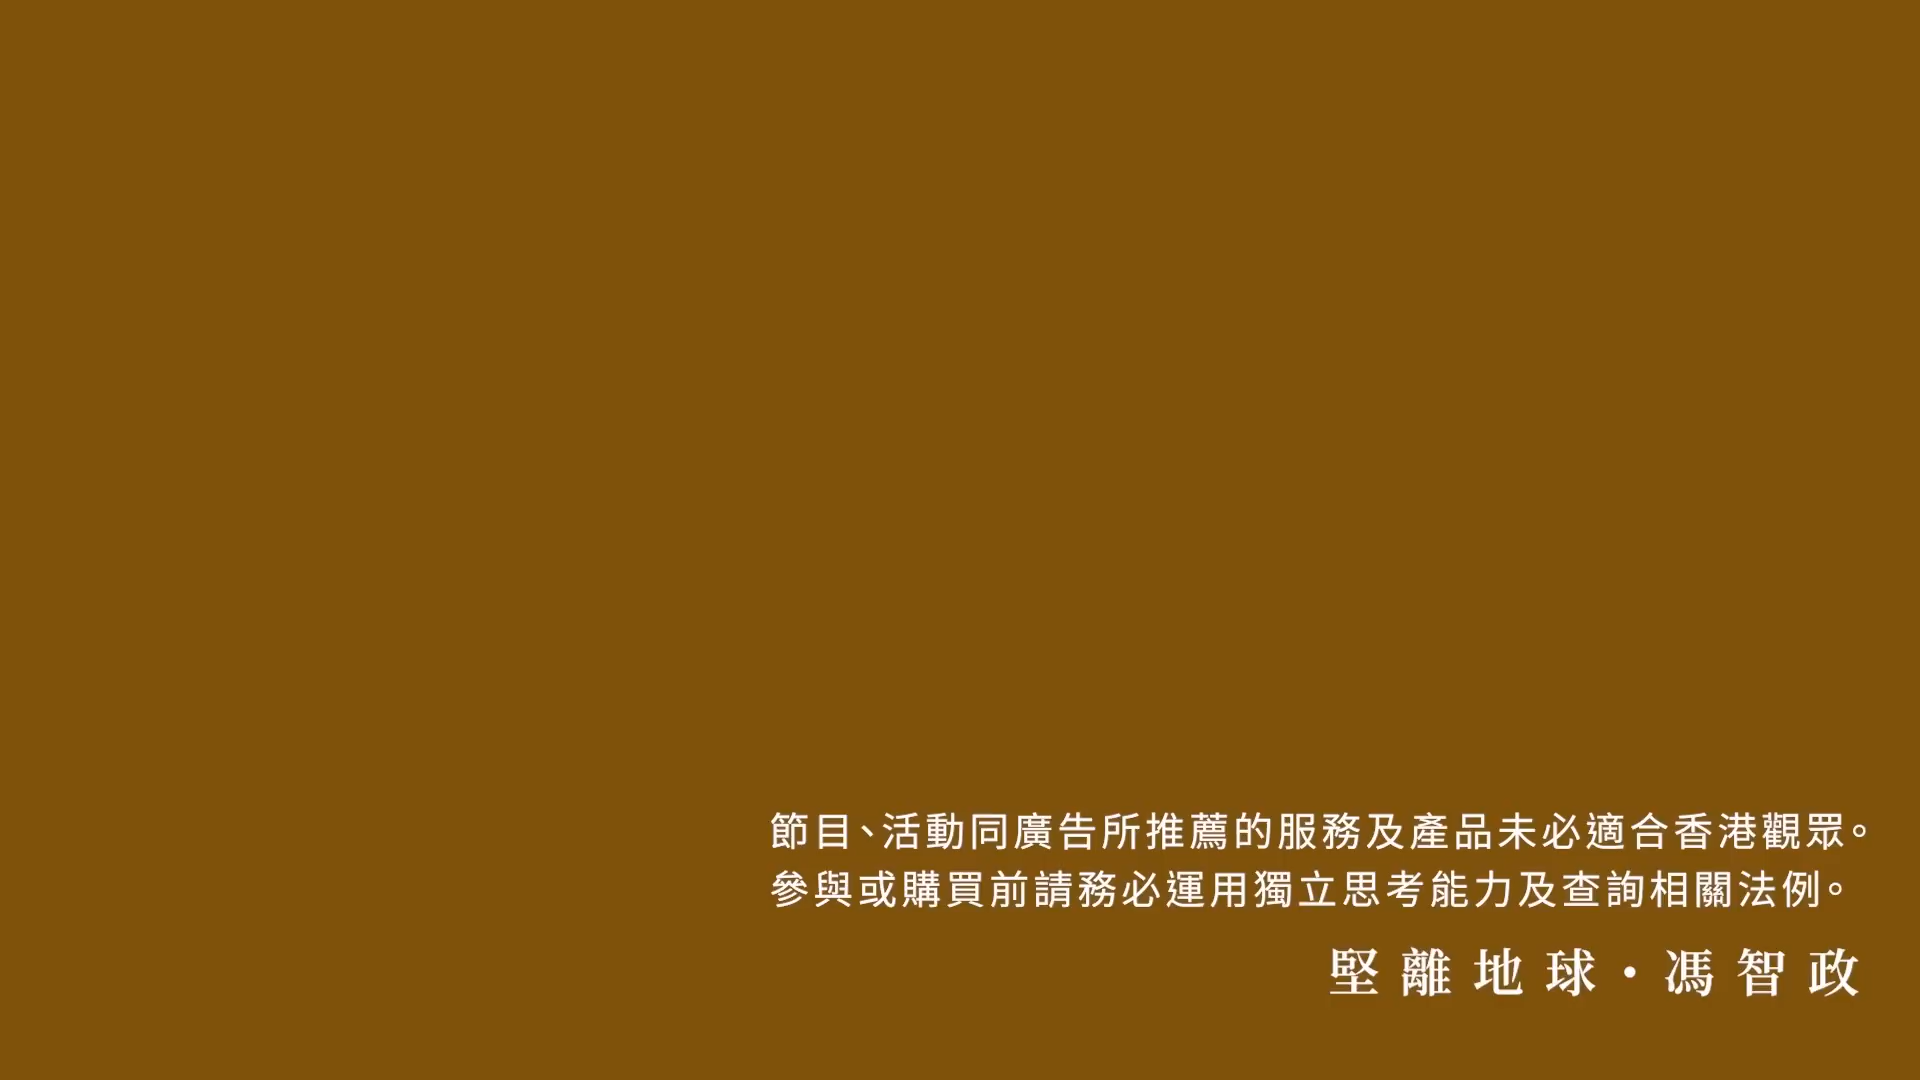 節目、活動同廣告所推薦的服務及產品未必適合香港觀眾。
參與或購買前請務必運用獨立思考能力及查詢相關法例。
堅離地球·馮智政